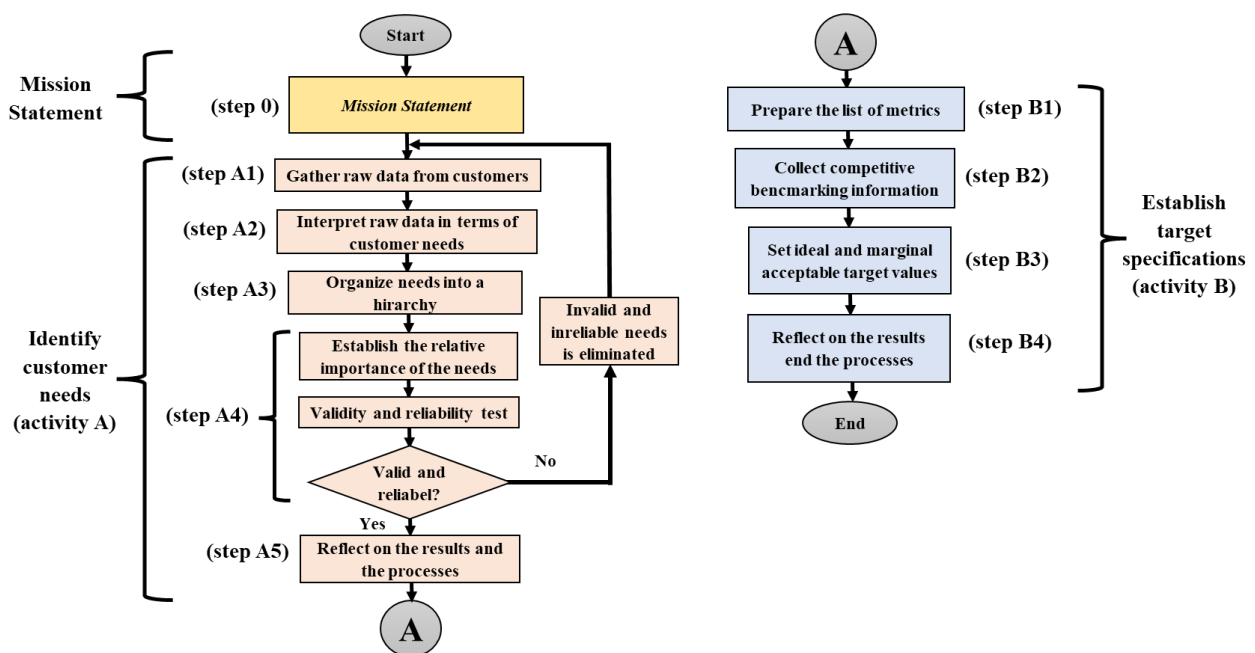 Start
Mission
Statement
(step 0)
Mission Statement
(step A1)
Gather raw data from customers
(step A2)
Interpret raw data in terms of
customer needs
(step A3)
Organize needs into a
hirarchy
Identify
customer
needs
(activity A)
(step A4)
Establish the relative
importance of the needs
Validity and reliability test
Valid and
reliabel?
No
Invalid and
inreliable needs
is eliminated
Yes
(step A5)
Reflect on the results and
the processes
A
A
Prepare the list of metrics
(step B1)
Collect competitive
bencmarking information
(step B2)
Set ideal and marginal
acceptable target values
(step B3)
Reflect on the results
end the processes
(step B4)
End
Establish
target
specifications
(activity B)